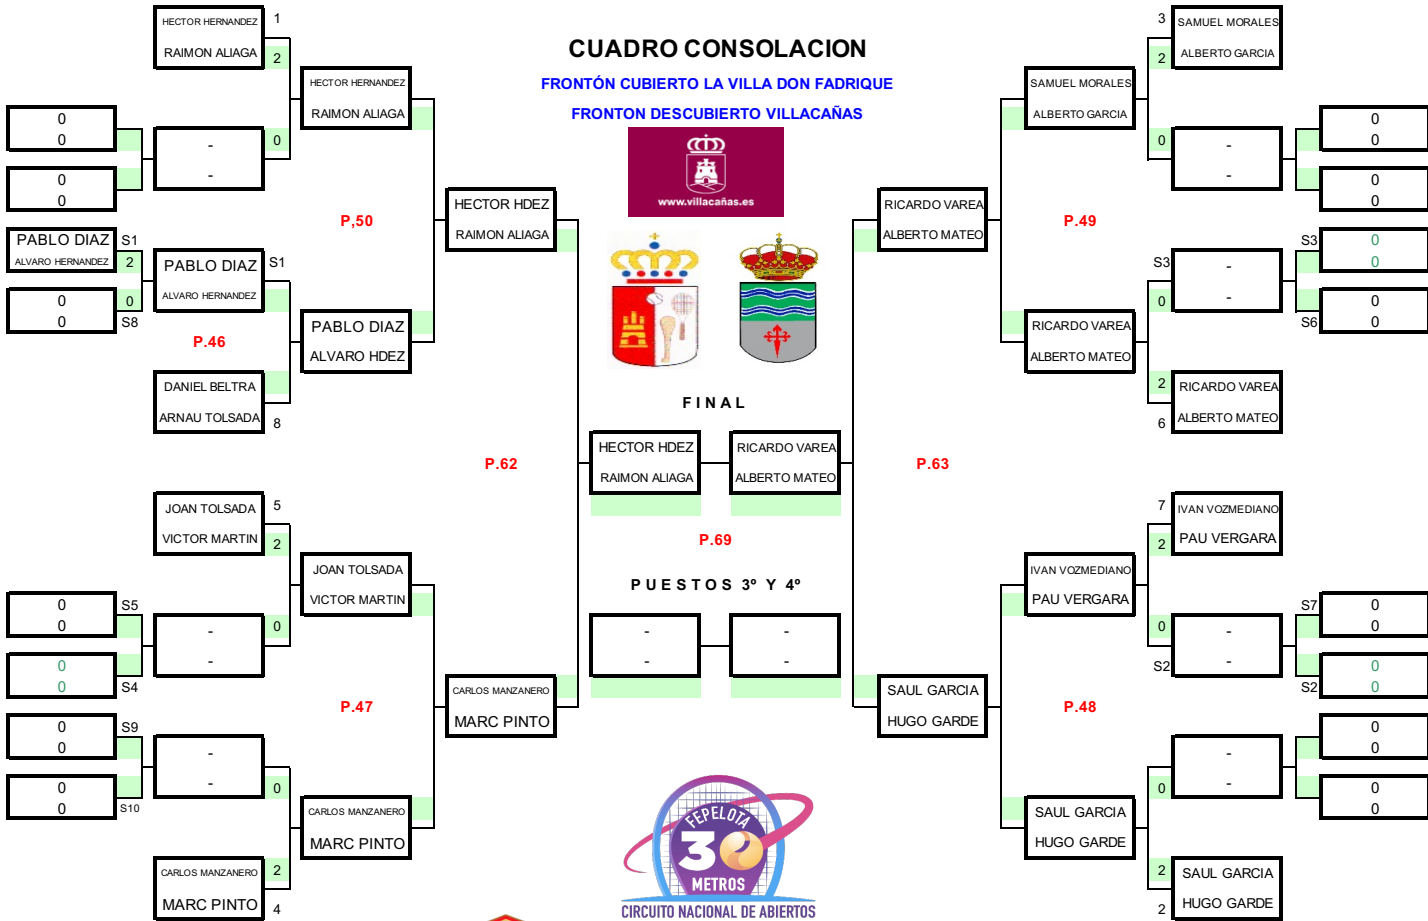 CUADRO CONSOLACION
FRONTÓN CUBIERTO LA VILLA DON FADRIQUE
FRONTON DESCUBIERTO VILLACAÑAS
www.villacañas.es
HECTOR HERNANDEZ 1
RAIMON ALIAGA 2
HECTOR HERNANDEZ
RAIMON ALIAGA
0
0
- 0
-
0
0
P,50
HECTOR HDEZ
RAIMON ALIAGA
PABLO DIAZ S1
ALVARO HERNANDEZ 2
PABLO DIAZ S1
ALVARO HERNANDEZ
0 0
0 S8
P.46
PABLO DIAZ
ALVARO HDEZ
DANIEL BELTRA
ARNAU TOLSADA 8
P.62
JOAN TOLSADA 5
VICTOR MARTIN 2
JOAN TOLSADA
VICTOR MARTIN
0 S5
0
- 0
-
0
0 S4
P.47
CARLOS MANZANERO
MARC PINTO
0 S9
0
-
- 0
0
0 S10
CARLOS MANZANERO
MARC PINTO
CARLOS MANZANERO 2
MARC PINTO 4
FINAL
HECTOR HDEZ
RAIMON ALIAGA
RICARDO VAREA
ALBERTO MATEO
P.69
PUESTOS 3º Y 4º
- -
- -
FEPELOTA
30
METROS
CIRCUITO NACIONAL DE ABIERTOS
3 SAMUEL MORALES
2 ALBERTO GARCIA
SAMUEL MORALES
ALBERTO GARCIA
0 -
-
0
0
0
0
RICARDO VAREA
ALBERTO MATEO
P.49
S3 -
0 -
S3 0
0
0
S6 0
RICARDO VAREA
ALBERTO MATEO
2 RICARDO VAREA
6 ALBERTO MATEO
P.63
7 IVAN VOZMEDIANO
2 PAU VERGARA
IVAN VOZMEDIANO
PAU VERGARA
0 -
S2 -
S7 0
0
0
S2 0
SAUL GARCIA
HUGO GARDE
P.48
-
0 -
0
0
0
0
SAUL GARCIA
HUGO GARDE
2 SAUL GARCIA
2 HUGO GARDE